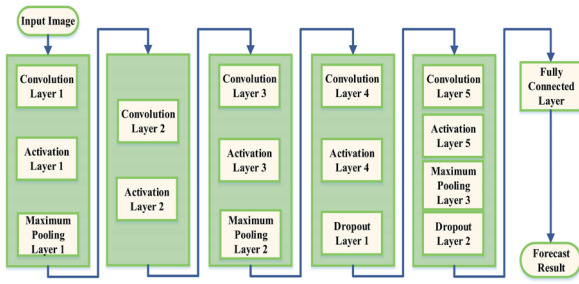 Input Image
Convolution
Layer 1
Activation
Layer 1
Maximum
Pooling
Layer 1
Convolution
Layer 2
Activation
Layer 2
Convolution
Layer 3
Activation
Layer 3
Maximum
Pooling
Layer 2
Convolution
Layer 4
Activation
Layer 4
Dropout
Layer 1
Convolution
Layer 5
Activation
Layer 5
Maximum
Pooling
Layer 3
Dropout
Layer 2
Fully
Connected
Layer
Forecast
Result